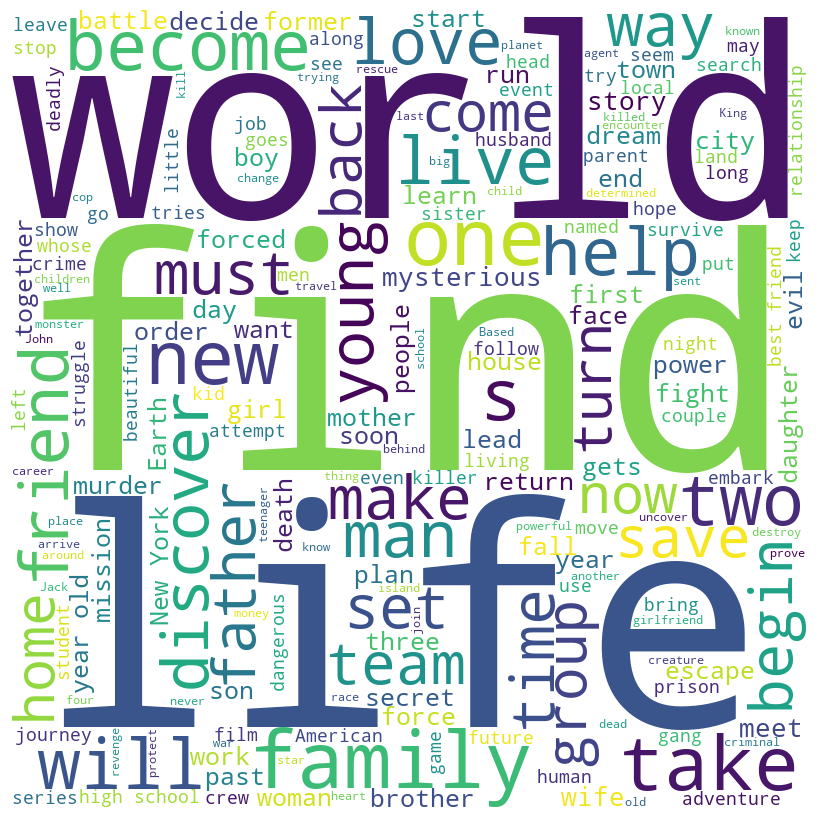 leave
battle
decide
former
start
way
known
stop
become
along
love
planet
see
agent
head
seem
may
deadly
kill
trying
rescue
run
event
try
town
search
world
back
last
come
story
local
King
job
goes
boy
little
change
husband
dream
killed
encounter
parent
city
land
relationship
cop
go
tries
big
live
learn
child
end
determined
long
sister
hope
show
whose
crime
together
forced
young
one
help
named
survive
put
keep
evil
children
well
must
men
travel
mysterious
first
face
best friend
monster
John
struggle
day
order
want
people
school
Based
follow
house
night
power
find
new
kid
girl
beautiful
s
turn
fight
couple
left
friend
Earth
attempt
mother
soon
behind
lead
living
daughter
career
discover
murder
thing
even
killer
return
gets
now
embark
two
place
arrive
around
mission
New York
father
teenager
death
make
man
powerful
move
uncover
save
destroy
prove
know
fall
year
home
Jack
student
year old
plan
island
set
another
use
bring
girlfriend
begin
life
money
dangerous
join
three
time
group
creature
escape
four
never
son
team
race
secret
prison
journey
film
American
force
future
dead
gang
meet
criminal
will
revenge
protect
war
work
star
family
game
human
take
past
series
high school
crew
woman
heart
brother
wife
old
adventure